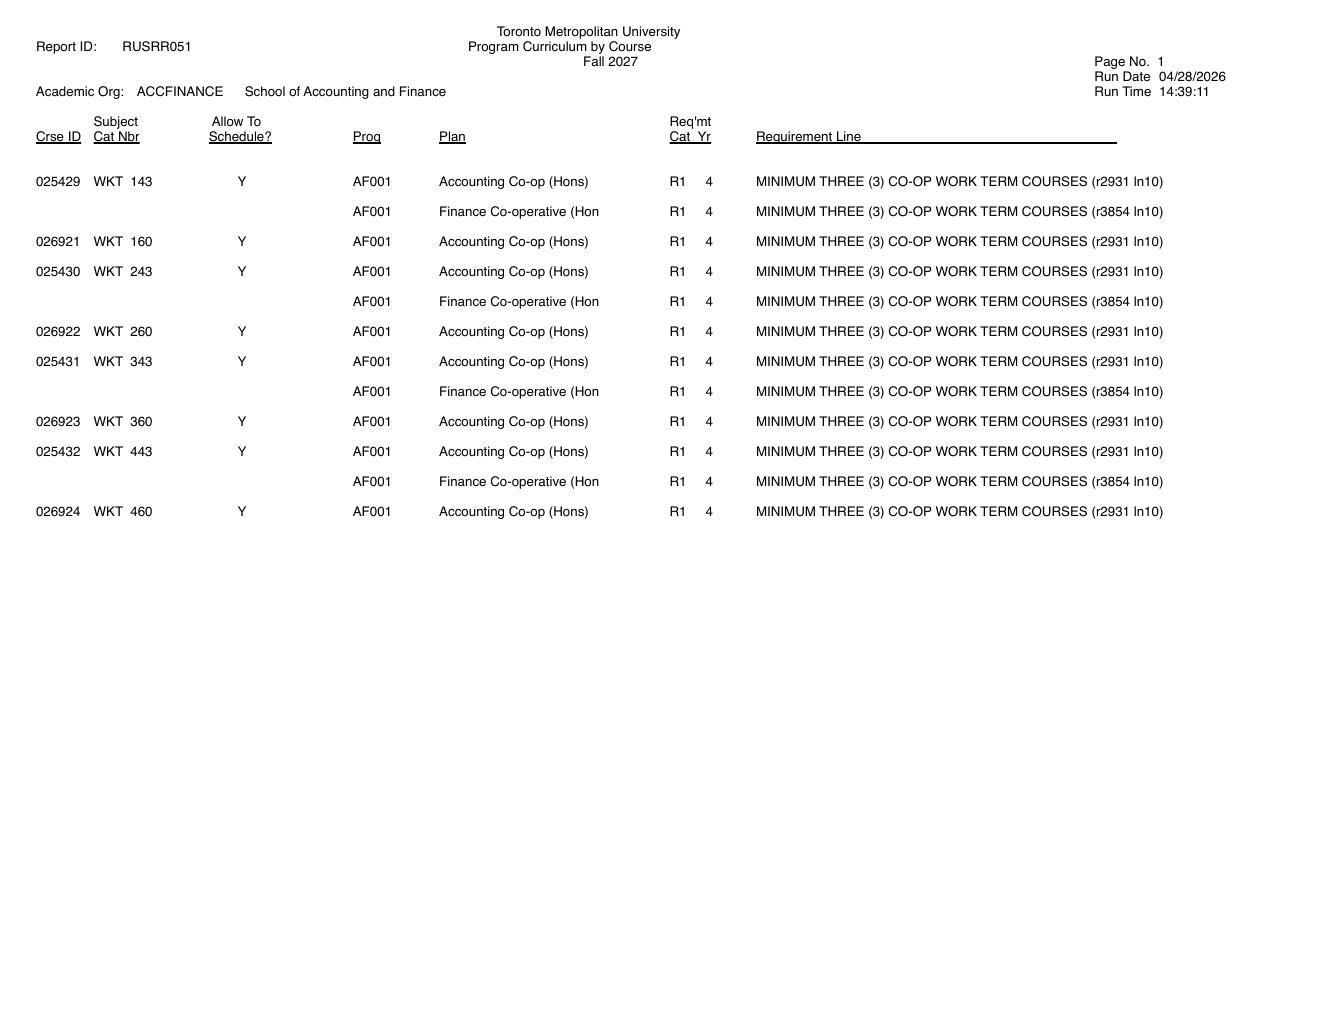 Toronto Metropolitan University
Report ID: RUSRR051 Program Curriculum by Course
Fall 2027 Page No. 1
Run Date 04/28/2026
Academic Org: ACCFINANCE School of Accounting and Finance Run Time 14:39:11
Subject Allow To Req'mt
Crse ID Cat Nbr Schedule? Prog Plan Cat Yr Requirement Line
025429 WKT 143 Y AF001 Accounting Co-op (Hons) R1 4 MINIMUM THREE (3) CO-OP WORK TERM COURSES (r2931 ln10)
AF001 Finance Co-operative (Hon R1 4 MINIMUM THREE (3) CO-OP WORK TERM COURSES (r3854 ln10)
026921 WKT 160 Y AF001 Accounting Co-op (Hons) R1 4 MINIMUM THREE (3) CO-OP WORK TERM COURSES (r2931 ln10)
025430 WKT 243 Y AF001 Accounting Co-op (Hons) R1 4 MINIMUM THREE (3) CO-OP WORK TERM COURSES (r2931 ln10)
AF001 Finance Co-operative (Hon R1 4 MINIMUM THREE (3) CO-OP WORK TERM COURSES (r3854 ln10)
026922 WKT 260 Y AF001 Accounting Co-op (Hons) R1 4 MINIMUM THREE (3) CO-OP WORK TERM COURSES (r2931 ln10)
025431 WKT 343 Y AF001 Accounting Co-op (Hons) R1 4 MINIMUM THREE (3) CO-OP WORK TERM COURSES (r2931 ln10)
AF001 Finance Co-operative (Hon R1 4 MINIMUM THREE (3) CO-OP WORK TERM COURSES (r3854 ln10)
026923 WKT 360 Y AF001 Accounting Co-op (Hons) R1 4 MINIMUM THREE (3) CO-OP WORK TERM COURSES (r2931 ln10)
025432 WKT 443 Y AF001 Accounting Co-op (Hons) R1 4 MINIMUM THREE (3) CO-OP WORK TERM COURSES (r2931 ln10)
AF001 Finance Co-operative (Hon R1 4 MINIMUM THREE (3) CO-OP WORK TERM COURSES (r3854 ln10)
026924 WKT 460 Y AF001 Accounting Co-op (Hons) R1 4 MINIMUM THREE (3) CO-OP WORK TERM COURSES (r2931 ln10)